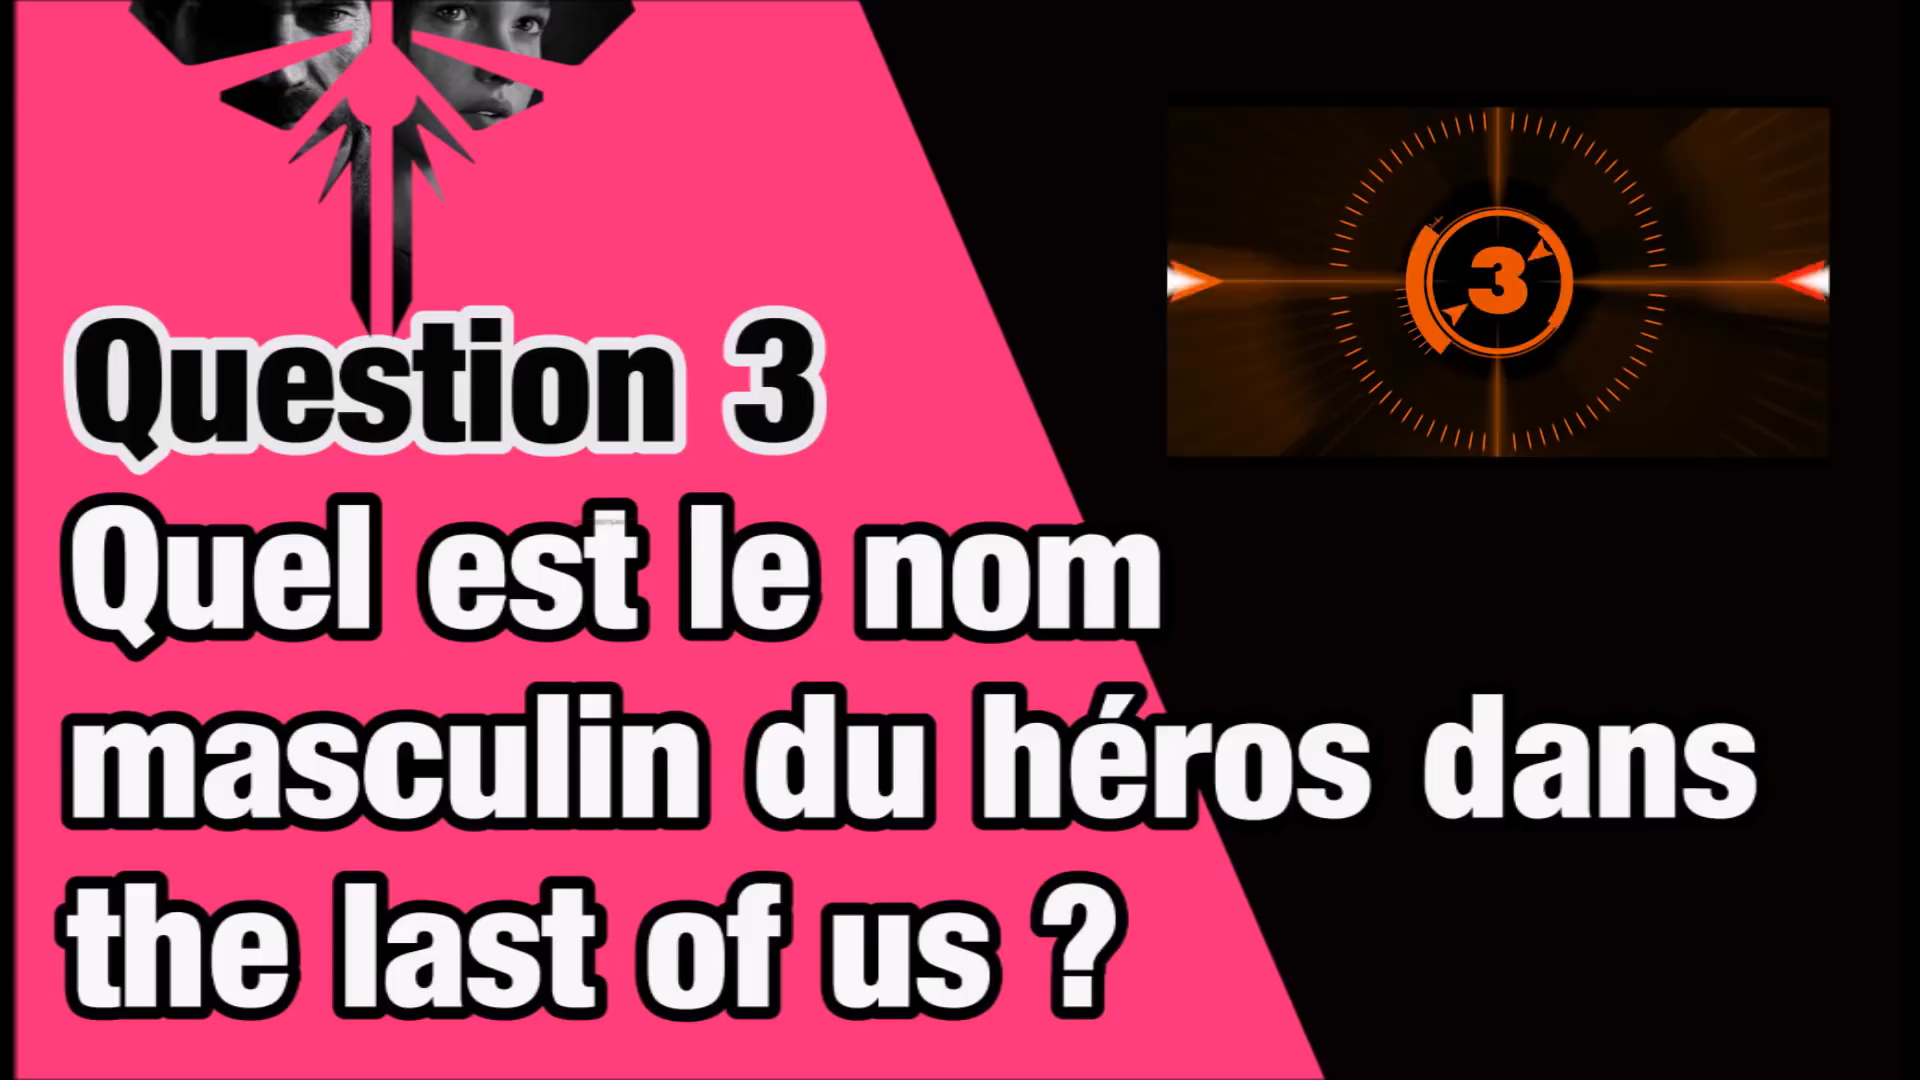 3
Question 3
Quel est le nom
masculin du héros dans
the last of us ?